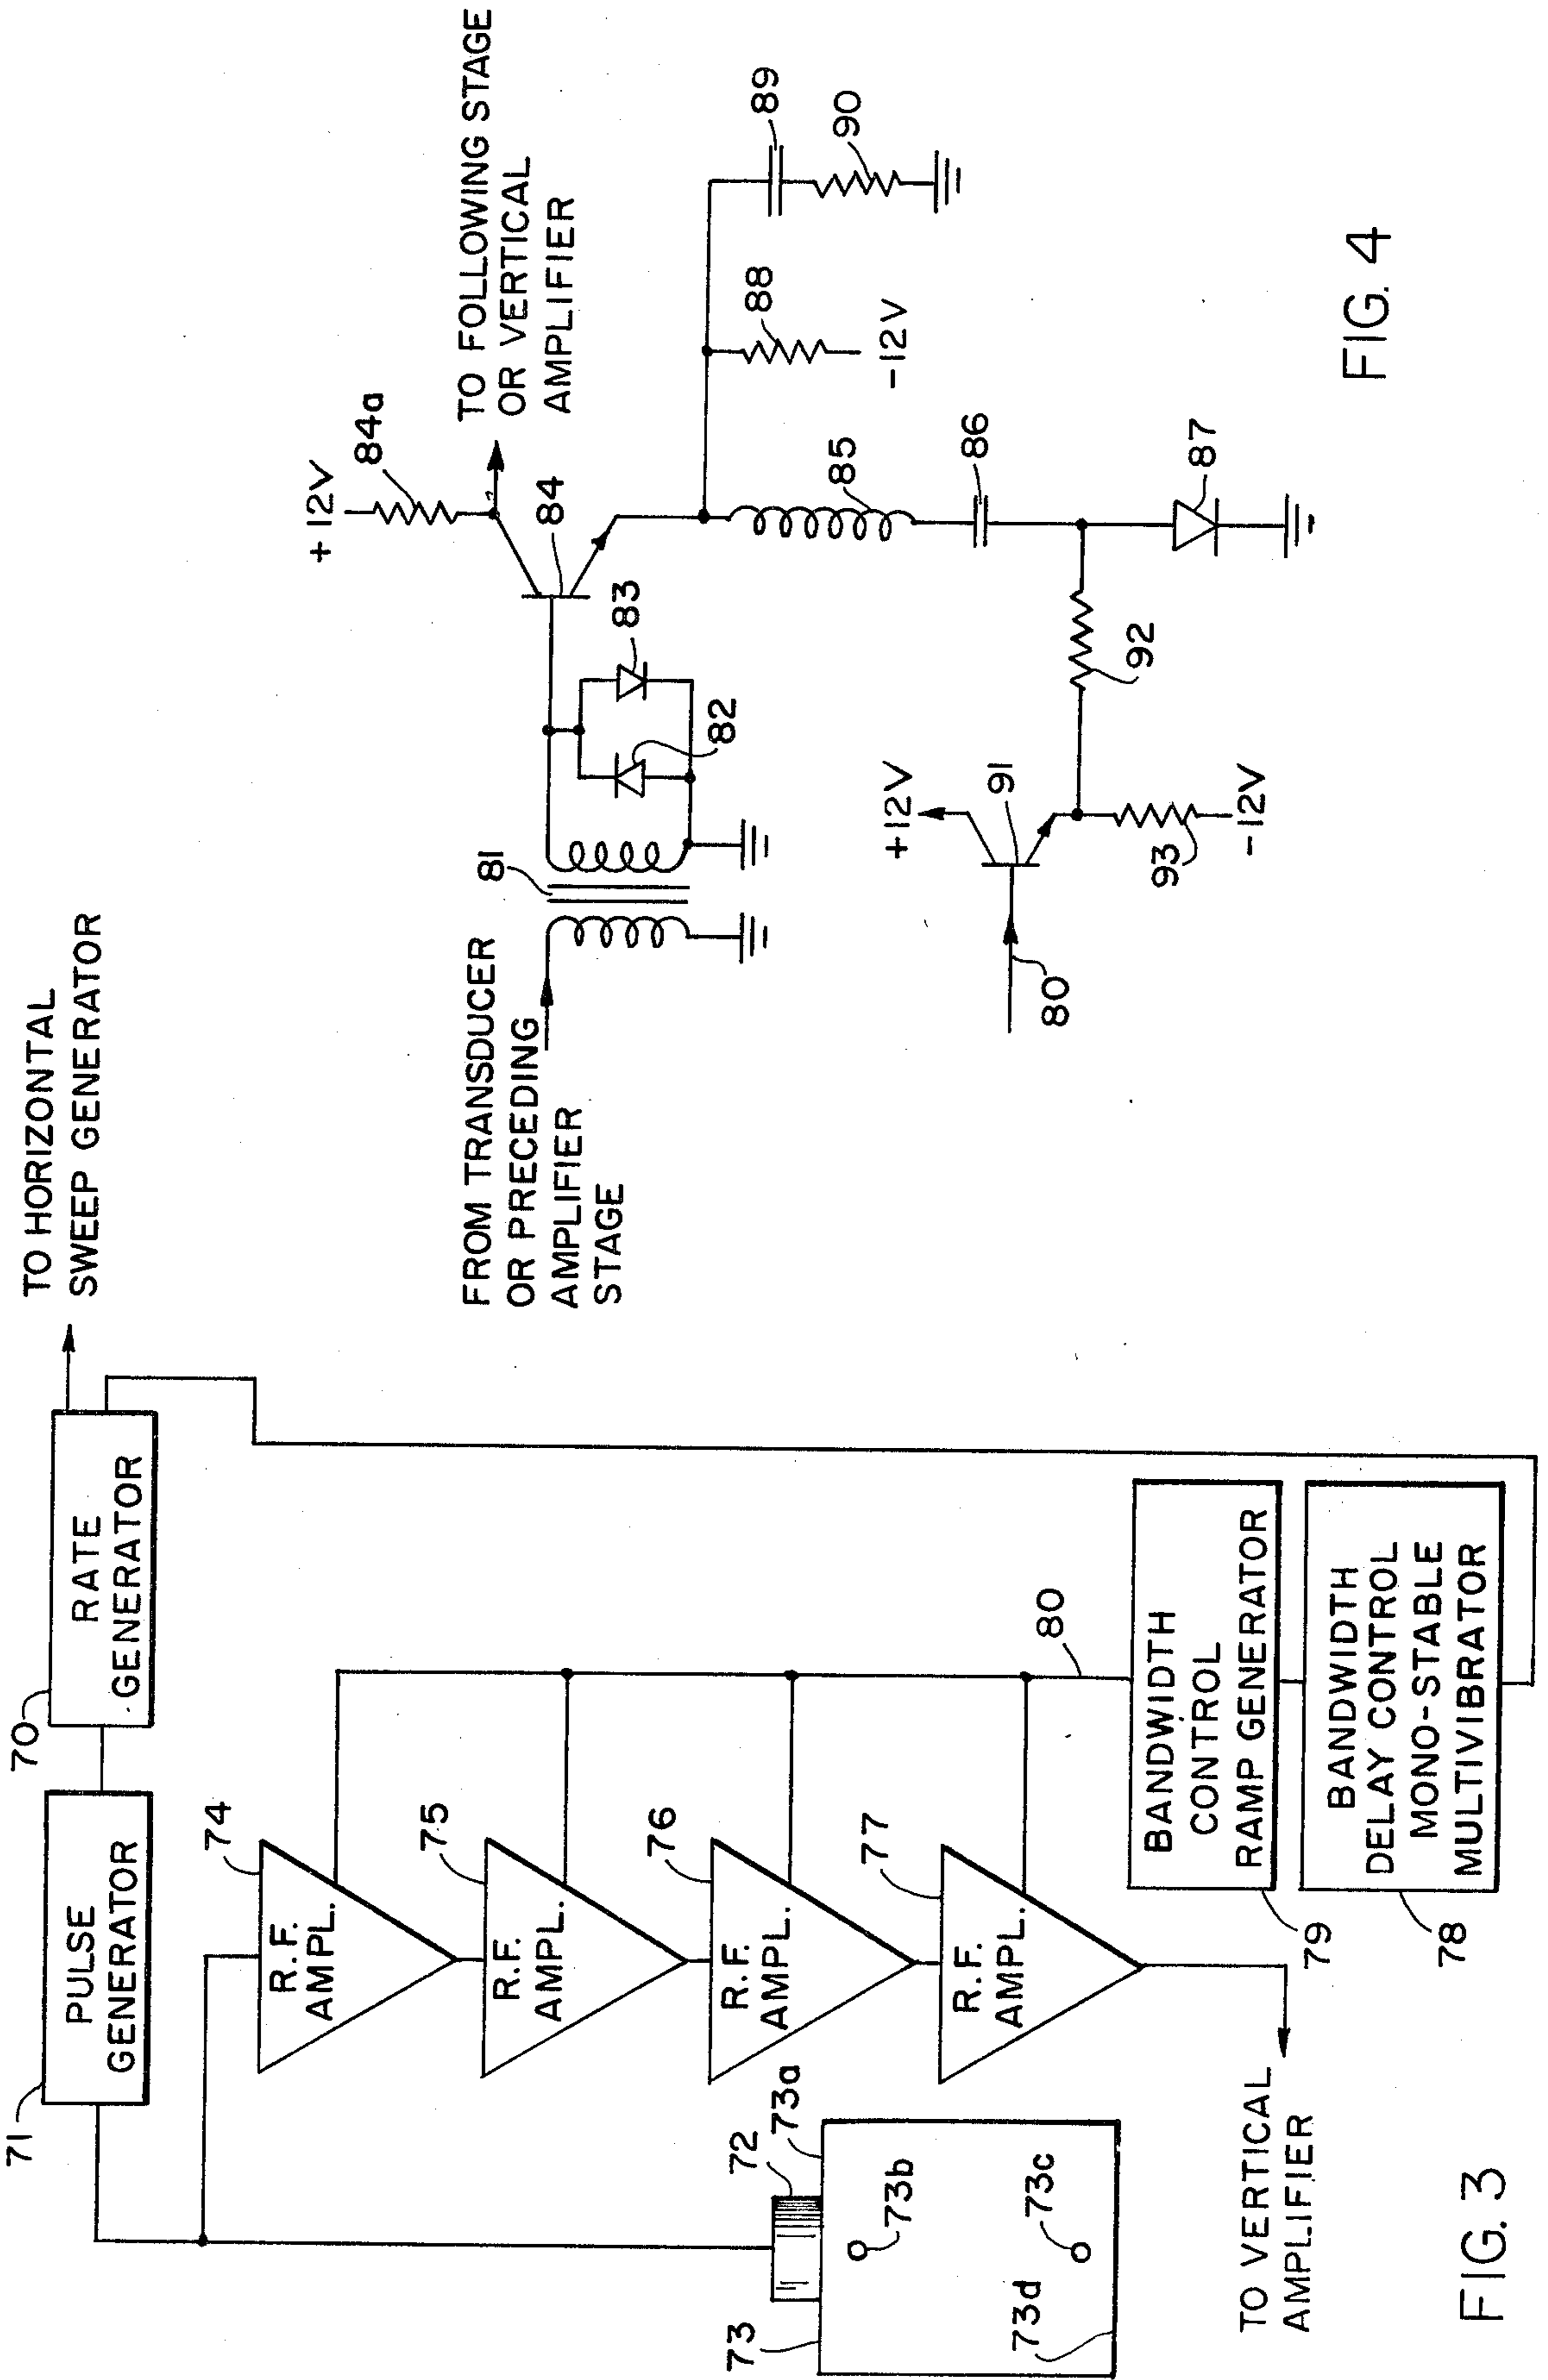 TO HORIZONTAL
SWEEP GENERATOR
70
RATE
GENERATOR
71
PULSE
GENERATOR
74
R.F.
AMPL.
75
R.F.
AMPL.
76
R.F.
AMPL.
77
R.F.
AMPL.
80
BANDWIDTH
CONTROL
RAMP GENERATOR
79
BANDWIDTH
DELAY CONTROL
MONO-STABLE
MULTIVIBRATOR
78
72
73a
73
73b
73c
73d
TO VERTICAL
AMPLIFIER
FIG. 3
+12V
84a
TO FOLLOWING STAGE
OR VERTICAL
AMPLIFIER
FROM TRANSDUCER
OR PRECEDING
AMPLIFIER
STAGE
81
82
83
84
85
86
87
88
-12V
89
90
80
+12V
91
92
93
-12V
FIG. 4